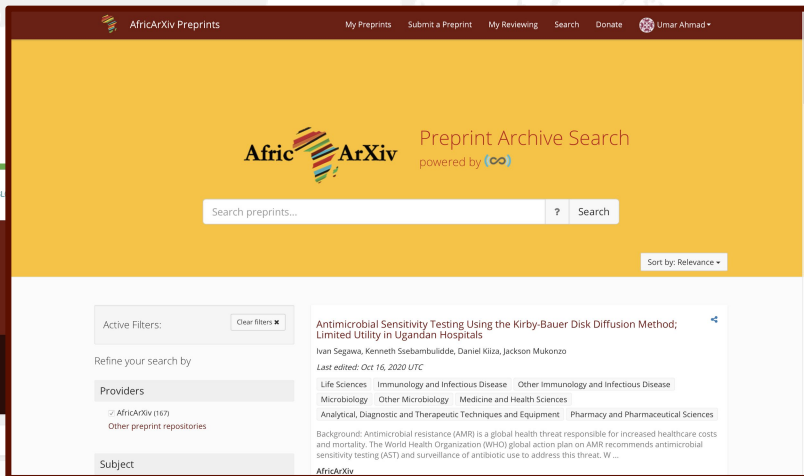 AfricArXiv Preprints
My Preprints Submit a Preprint My Reviewing Search Donate Umar Ahmad
Afric ArXiv
Preprint Archive Search
powered by
Search preprints... ? Search
Sort by: Relevance
Active Filters: Clear filters ✖
Refine your search by
Providers
AfricArXiv (167)
Other preprint repositories
Subject
Antimicrobial Sensitivity Testing Using the Kirby-Bauer Disk Diffusion Method;
Limited Utility in Ugandan Hospitals
Ivan Segawa, Kenneth Ssebambulidde, Daniel Kiiza, Jackson Mukonzo
Last edited: Oct 16, 2020 UTC
Life Sciences Immunology and Infectious Disease Other Immunology and Infectious Disease
Microbiology Other Microbiology Medicine and Health Sciences
Analytical, Diagnostic and Therapeutic Techniques and Equipment Pharmacy and Pharmaceutical Sciences
Background: Antimicrobial resistance (AMR) is a global health threat responsible for increased healthcare costs
and mortality. The World Health Organization (WHO) global action plan on AMR recommends antimicrobial
sensitivity testing (AST) and surveillance of antibiotic use to address this threat. W ...
AfricArXiv